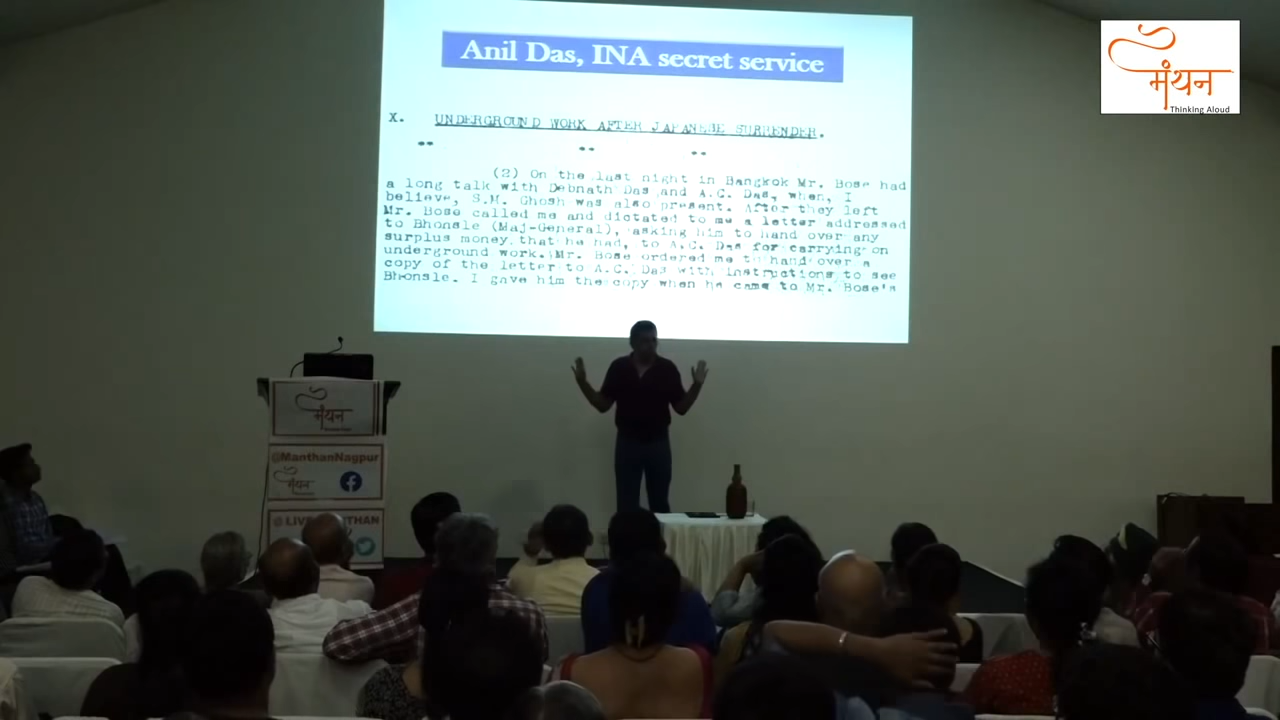 Anil Das, INA secret service
X. UNDERGROUND WORK AFTER JAPANESE SURRENDER.
(2) On the last night in Bangkok Mr. Bose had
a long talk with Debnath Das and A.C. Das, when, I
believe, S.M. Ghosh was also present. After they left
Mr. Bose called me and dictated to me a letter addressed
to Bhonsle (Maj-General), asking him to hand over any
surplus money that he had, to A.C. Das for carrying on
underground work. Mr. Bose ordered me to hand over a
copy of the letter to A.C. Das with instructions to see
Bhonsle. I gave him the copy when he came to Mr. Bose's
मंथन
Thinking Aloud
मंथन
@ManthanNagpur
मंथन